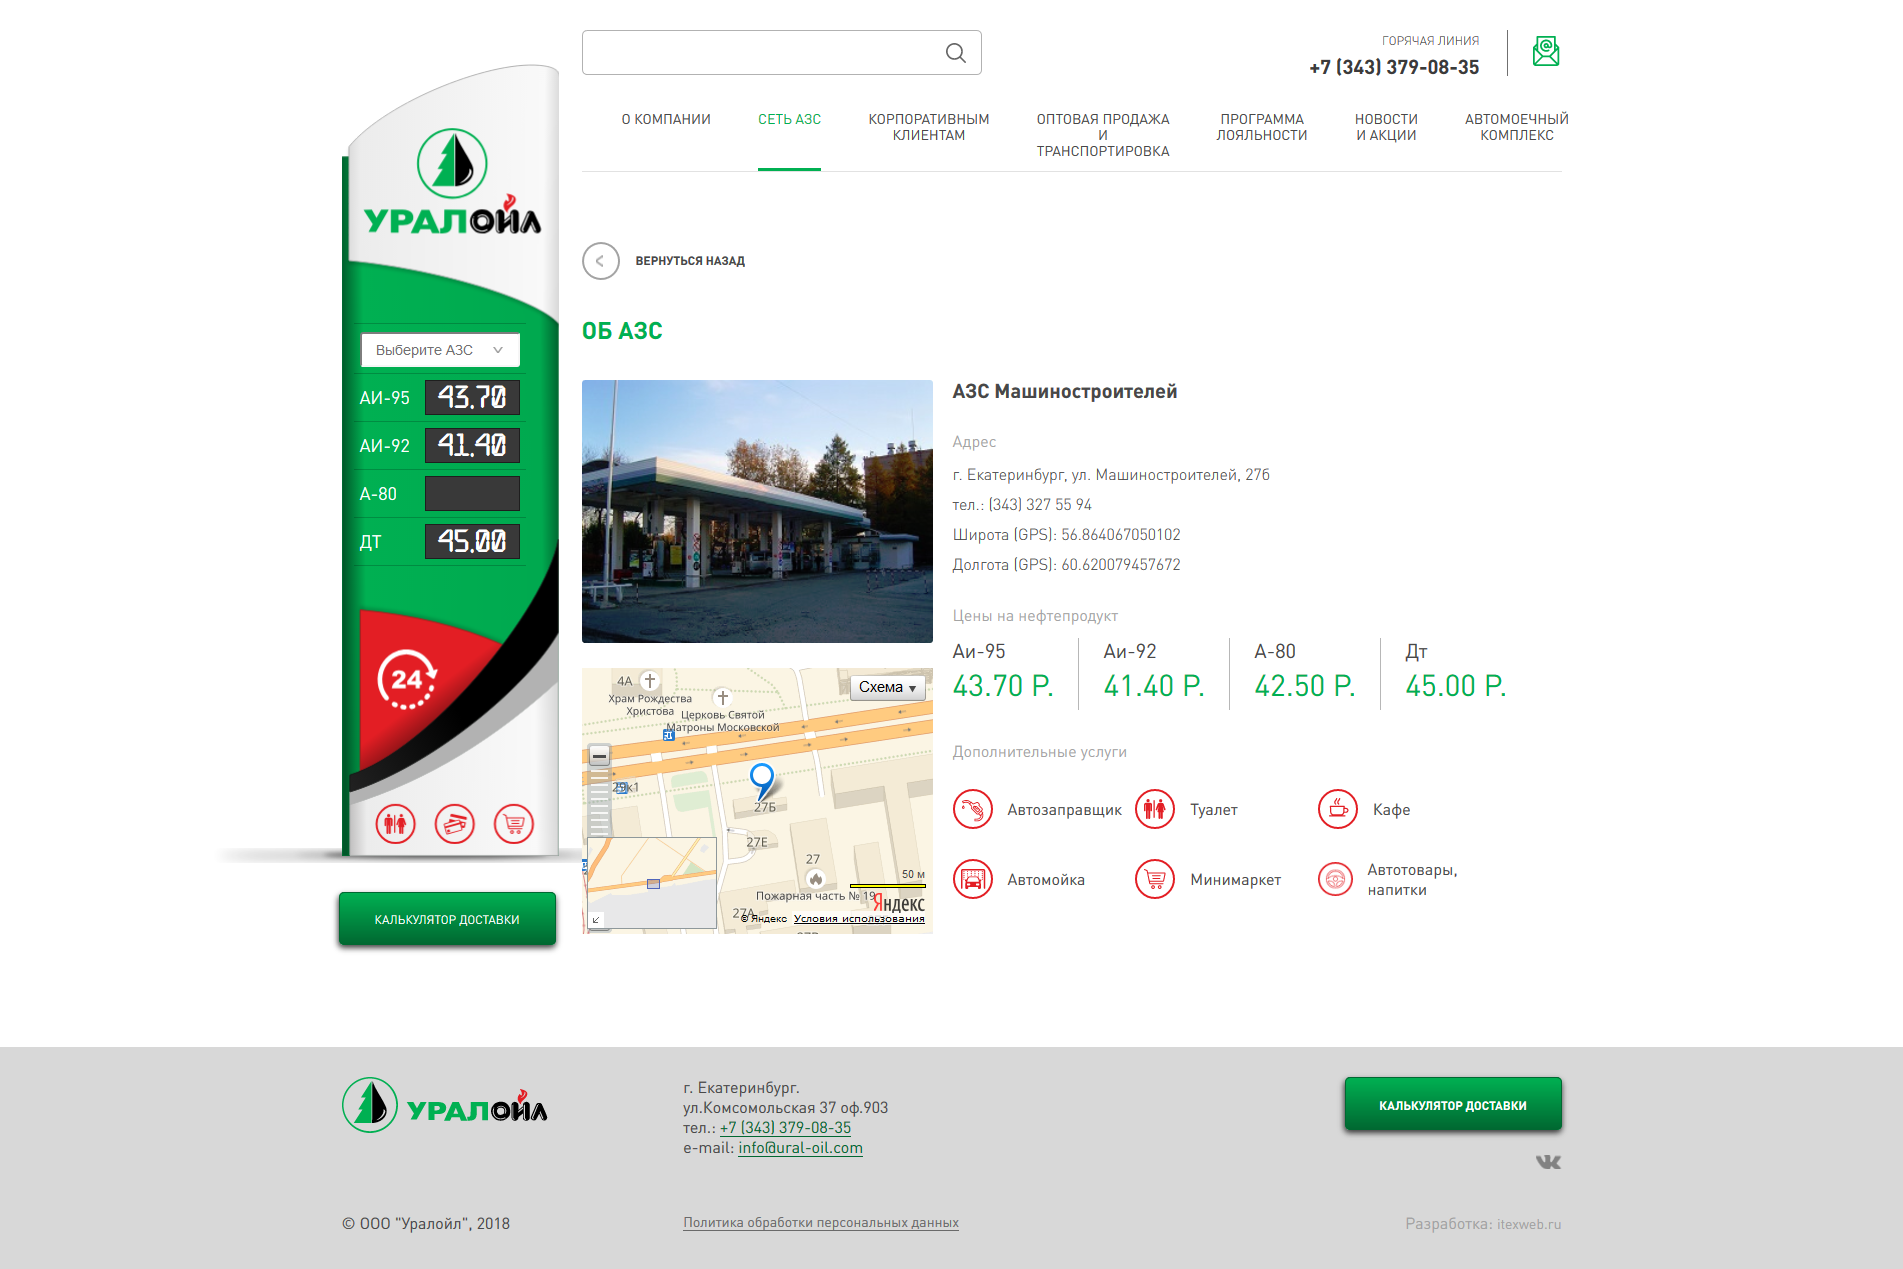 ГОРЯЧАЯ ЛИНИЯ
+7 (343) 379-08-35
О КОМПАНИИ
СЕТЬ АЗС
КОРПОРАТИВНЫМ
КЛИЕНТАМ
ОПТОВАЯ ПРОДАЖА
И
ТРАНСПОРТИРОВКА
ПРОГРАММА
ЛОЯЛЬНОСТИ
НОВОСТИ
И АКЦИИ
АВТОМОЕЧНЫЙ
КОМПЛЕКС
УРАЛОЙЛ
Выберите АЗС
АИ-95 43.70
АИ-92 41.40
А-80
ДТ 45.00
24
КАЛЬКУЛЯТОР ДОСТАВКИ
ВЕРНУТЬСЯ НАЗАД
ОБ АЗС
АЗС Машиностроителей
Адрес
г. Екатеринбург, ул. Машиностроителей, 27б
тел.: (343) 327 55 94
Широта (GPS): 56.864067050102
Долгота (GPS): 60.620079457672
Цены на нефтепродукт
Аи-95
43.70 Р.
Аи-92
41.40 Р.
А-80
42.50 Р.
Дт
45.00 Р.
Дополнительные услуги
Автозаправщик
Туалет
Кафе
Автомойка
Минимаркет
Автотовары,
напитки
4А
Схема
Храм Рождества
Христова
Церковь Святой
Матроны Московской
29к1
27Б
27Е
27
50 м
Пожарная часть № 19
Яндекс
27А
© Яндекс Условия использования
УРАЛОЙЛ
г. Екатеринбург.
ул.Комсомольская 37 оф.903
тел.: +7 (343) 379-08-35
e-mail: info@ural-oil.com
КАЛЬКУЛЯТОР ДОСТАВКИ
© ООО "Уралойл", 2018
Политика обработки персональных данных
Разработка: itexweb.ru